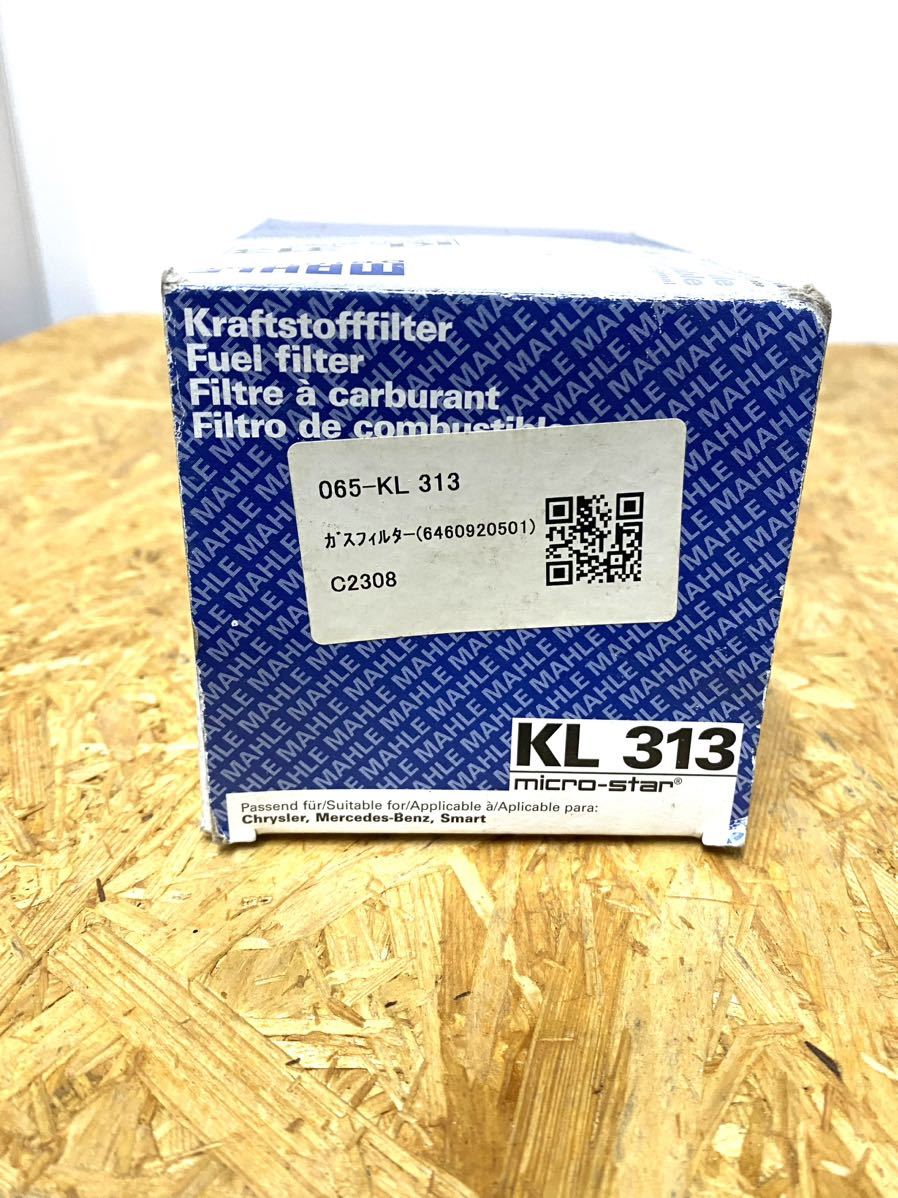 MAHLE
Kraftstofffilter
Fuel filter
Filtre à carburant
Filtro de combustible
065-KL 313
ガスフィルター(6460920501)
C2308
KL 313
micro-star®
Passend für/Suitable for/Applicable à/Aplicable para:
Chrysler, Mercedes-Benz, Smart